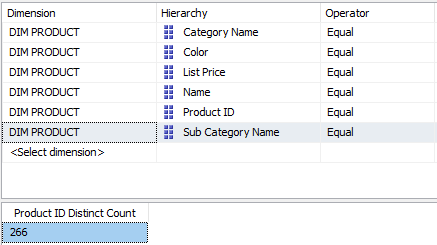 Dimension Hierarchy Operator
DIM PRODUCT Category Name Equal
DIM PRODUCT Color Equal
DIM PRODUCT List Price Equal
DIM PRODUCT Name Equal
DIM PRODUCT Product ID Equal
DIM PRODUCT Sub Category Name Equal
<Select dimension>
Product ID Distinct Count
266